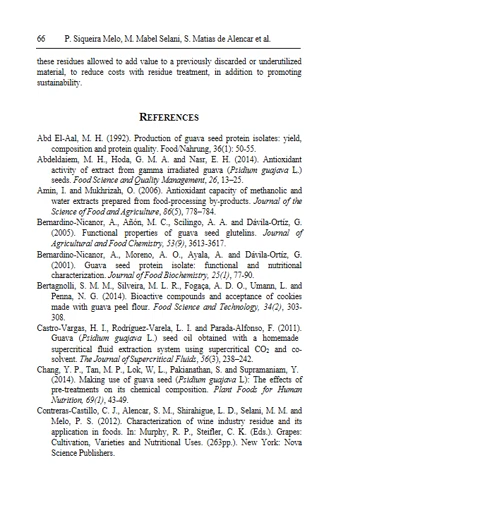 66 P. Siqueira Melo, M. Mabel Selani, S. Matias de Alencar et al.
these residues allowed to add value to a previously discarded or underutilized
material, to reduce costs with residue treatment, in addition to promoting
sustainability.
REFERENCES
Abd El-Aal, M. H. (1992). Production of guava seed protein isolates: yield,
composition and protein quality. Food/Nahrung, 36(1): 50-55.
Abdeldaiem, M. H., Hoda, G. M. A. and Nasr, E. H. (2014). Antioxidant
activity of extract from gamma irradiated guava (Psidium guajava L.)
seeds. Food Science and Quality Management, 26, 13–25.
Amin, I. and Mukhrizah, O. (2006). Antioxidant capacity of methanolic and
water extracts prepared from food-processing by-products. Journal of the
Science of Food and Agriculture, 86(5), 778–784.
Bernardino-Nicanor, A., Añón, M. C., Scilingo, A. A. and Dávila-Ortíz, G.
(2005). Functional properties of guava seed glutelins. Journal of
Agricultural and Food Chemistry, 53(9), 3613-3617.
Bernardino-Nicanor, A., Moreno, A. O., Ayala, A. and Dávila-Ortíz, G.
(2001). Guava seed protein isolate: functional and nutritional
characterization. Journal of Food Biochemistry, 25(1), 77-90.
Bertagnolli, S. M. M., Silveira, M. L. R., Fogaça, A. D. O., Umann, L. and
Penna, N. G. (2014). Bioactive compounds and acceptance of cookies
made with guava peel flour. Food Science and Technology, 34(2), 303-
308.
Castro-Vargas, H. I., Rodríguez-Varela, L. I. and Parada-Alfonso, F. (2011).
Guava (Psidium guajava L.) seed oil obtained with a homemade
supercritical fluid extraction system using supercritical CO2 and co-
solvent. The Journal of Supercritical Fluids, 56(3), 238–242.
Chang, Y. P., Tan, M. P., Lok, W, L., Pakianathan, S. and Supramaniam, Y.
(2014). Making use of guava seed (Psidium guajava L): The effects of
pre-treatments on its chemical composition. Plant Foods for Human
Nutrition, 69(1), 43-49.
Contreras-Castillo, C. J., Alencar, S. M., Shirahigue, L. D., Selani, M. M. and
Melo, P. S. (2012). Characterization of wine industry residue and its
application in foods. In: Murphy, R. P., Steifler, C. K. (Eds.). Grapes:
Cultivation, Varieties and Nutritional Uses. (263pp.). New York: Nova
Science Publishers.